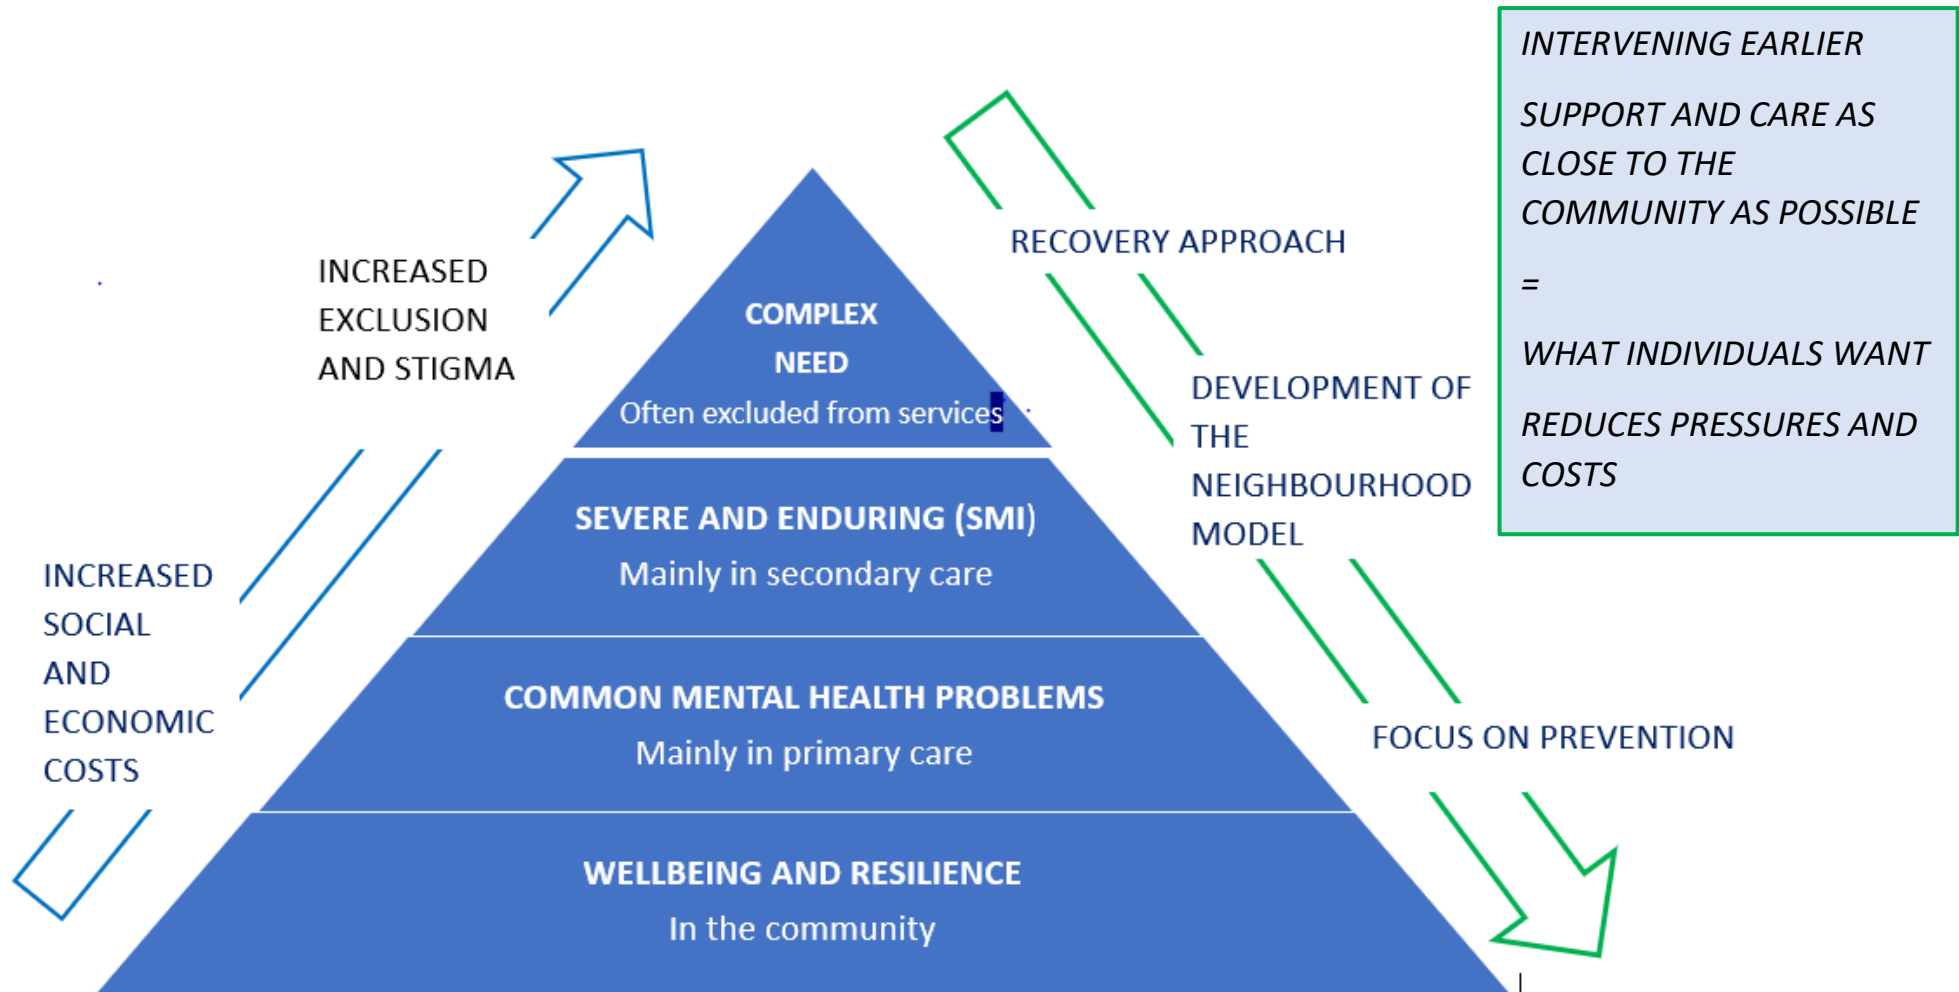 INTERVENING EARLIER
SUPPORT AND CARE AS
CLOSE TO THE
COMMUNITY AS POSSIBLE
=
WHAT INDIVIDUALS WANT
REDUCES PRESSURES AND
COSTS
INCREASED
EXCLUSION
AND STIGMA
INCREASED
SOCIAL
AND
ECONOMIC
COSTS
COMPLEX
NEED
Often excluded from services
SEVERE AND ENDURING (SMI)
Mainly in secondary care
COMMON MENTAL HEALTH PROBLEMS
Mainly in primary care
WELLBEING AND RESILIENCE
In the community
RECOVERY APPROACH
DEVELOPMENT OF
THE
NEIGHBOURHOOD
MODEL
FOCUS ON PREVENTION